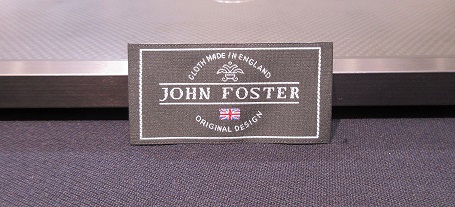 CLOTH MADE IN ENGLAND
JOHN FOSTER
ORIGINAL DESIGN